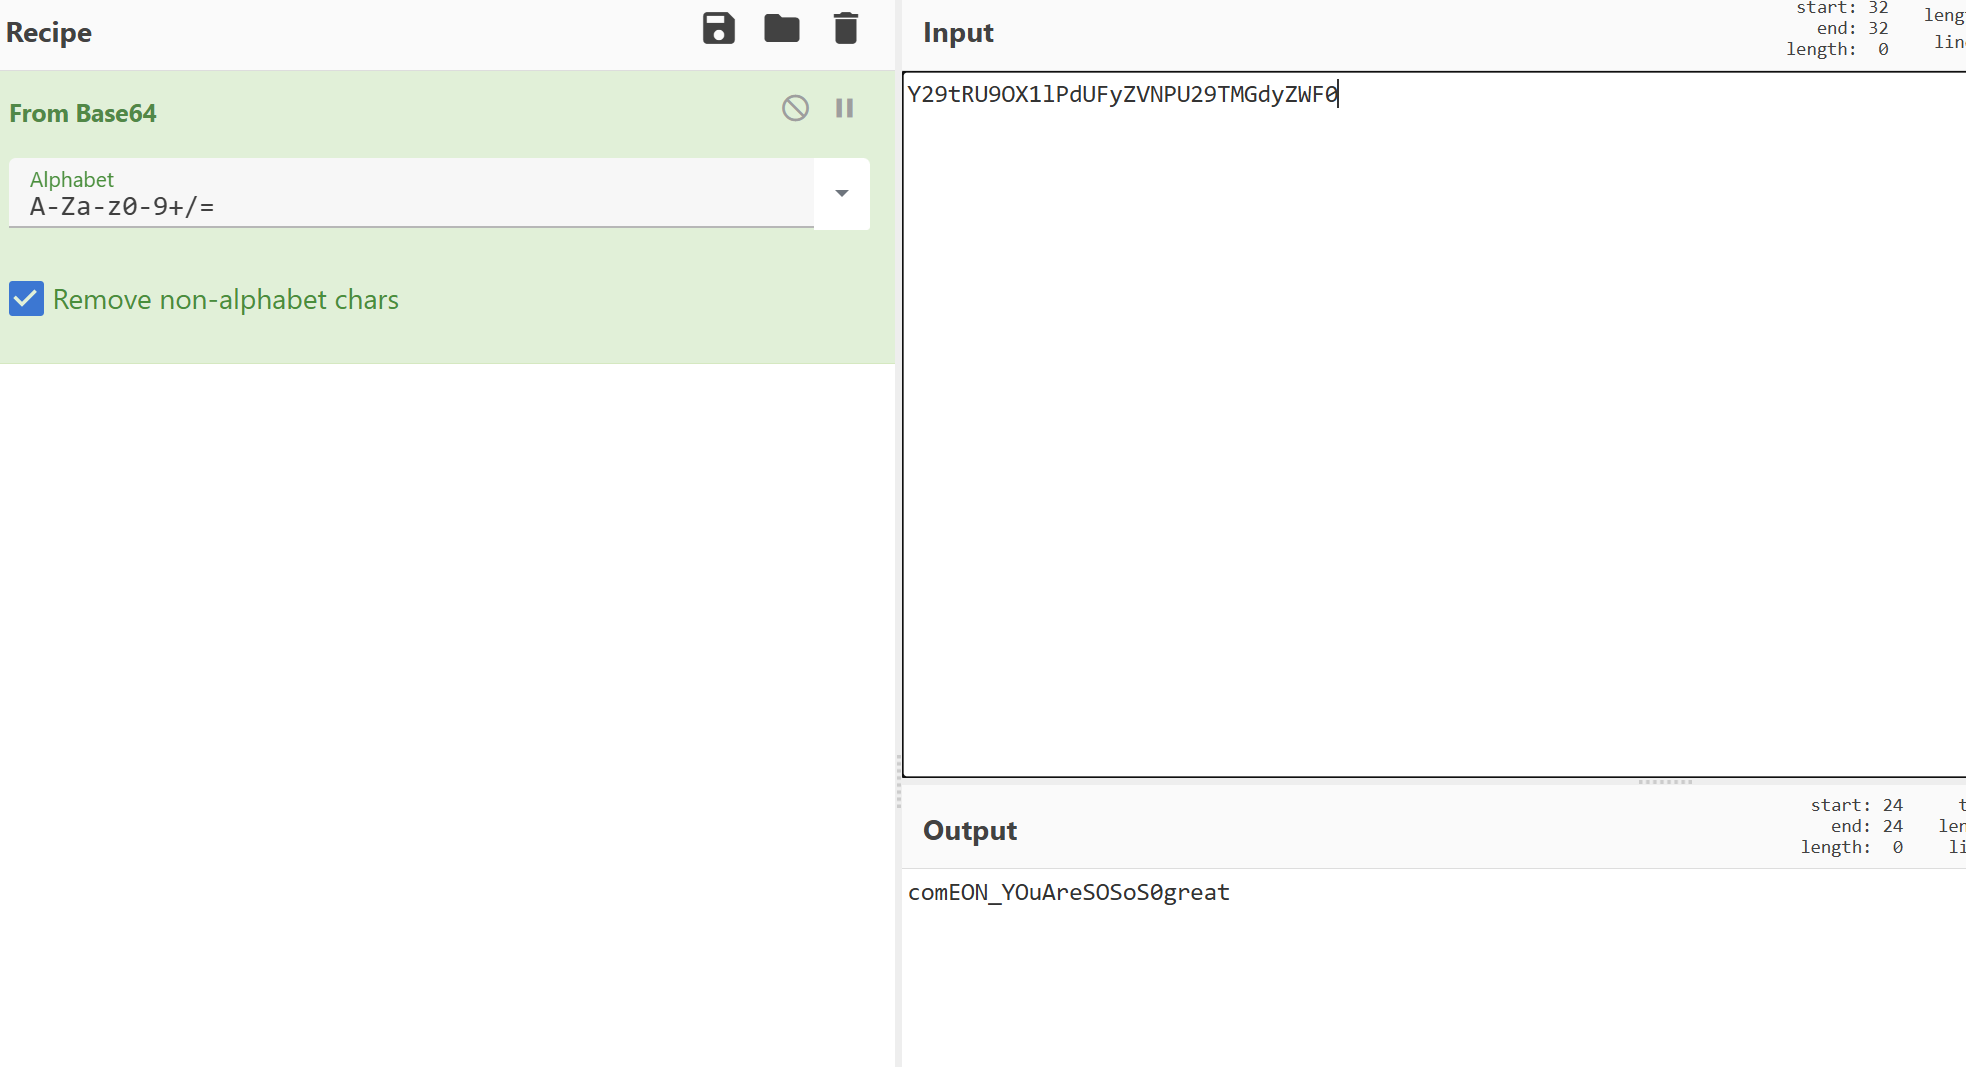 Recipe
From Base64
Alphabet
A-Za-z0-9+/=
Remove non-alphabet chars
Input
start: 32
end: 32
length: 0
leng
lin
Y29tRU9OX1lPdUFyZVNPU29TMGdyZWF0
Output
start: 24
end: 24
length: 0
t
len
li
comEON_YOuAreSOSoS0great